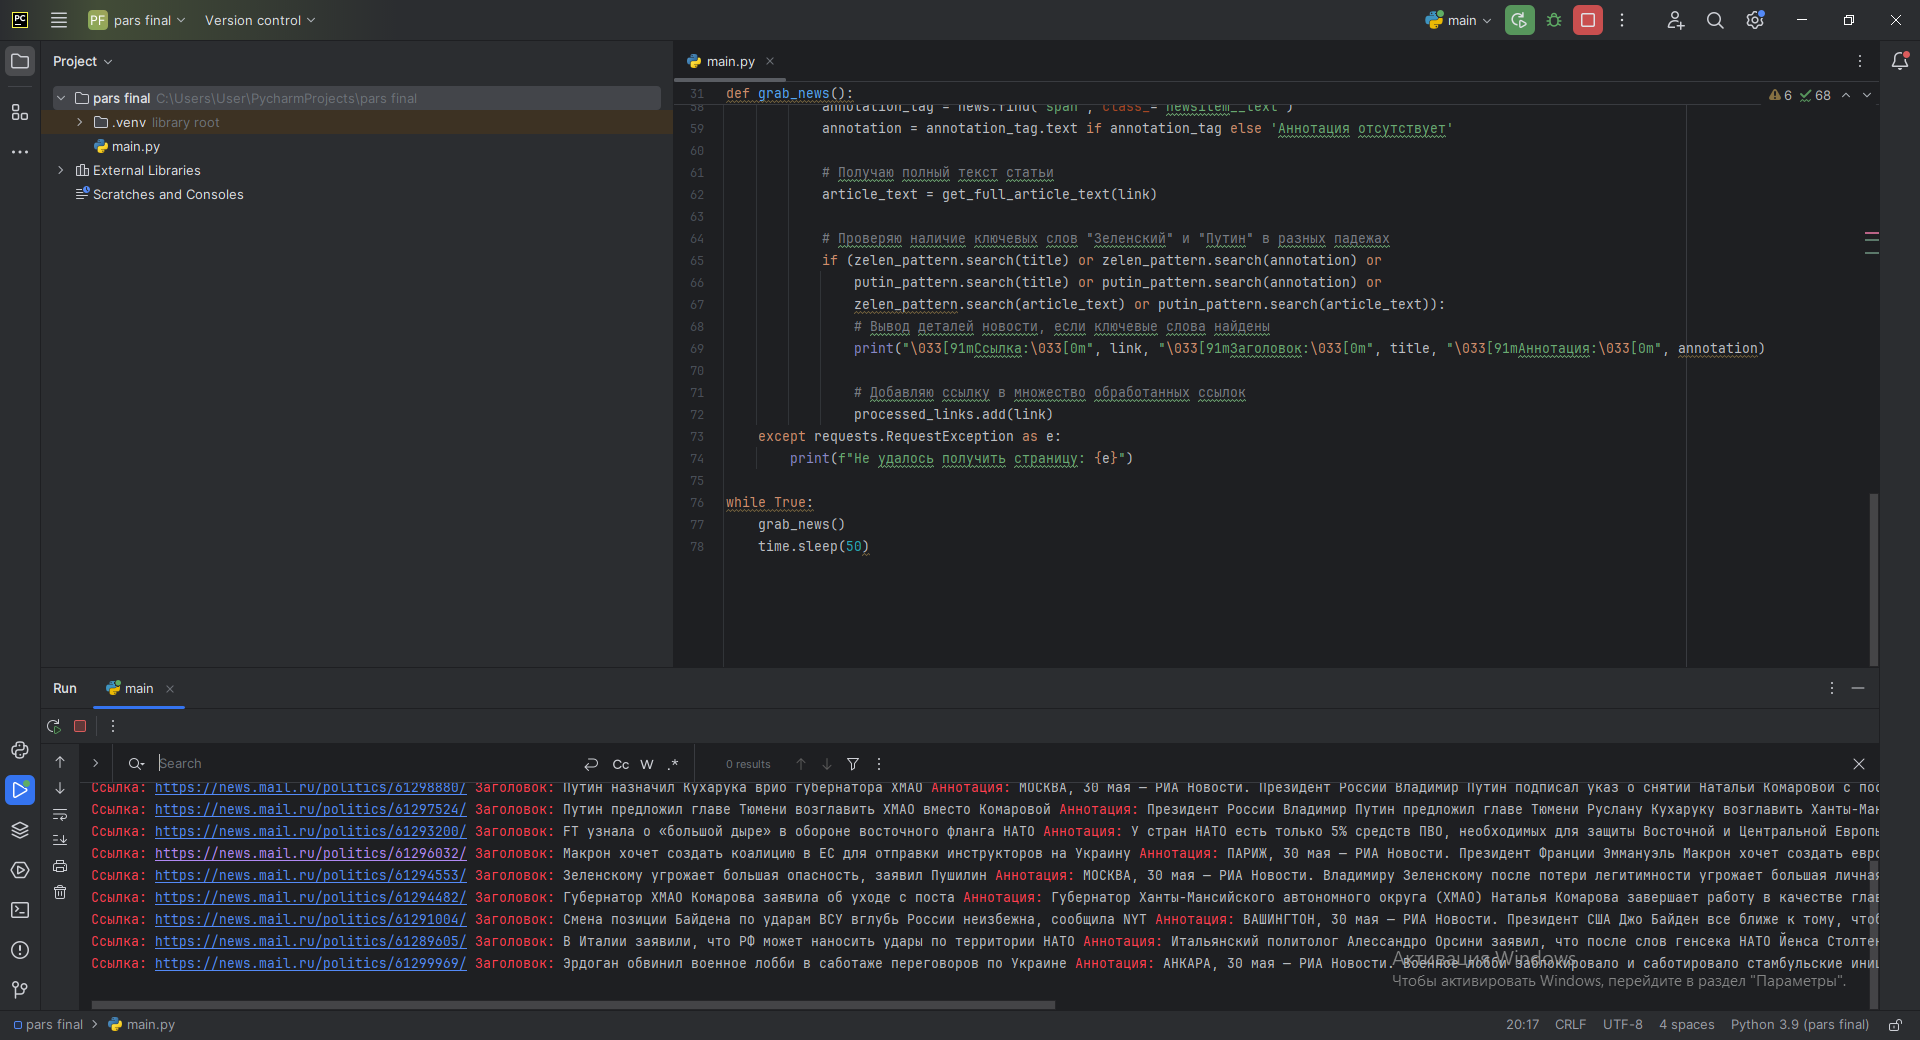 PC
PF pars final
Version control
main
Project
main.py
pars final C:\Users\User\PycharmProjects\pars final
.venv library root
main.py
External Libraries
Scratches and Consoles
31 def grab_news():
6 68
58 annotation_tag = news.find('span', class_='newsitem__text')
59 annotation = annotation_tag.text if annotation_tag else 'Аннотация отсутствует'
60
61 # Получаю полный текст статьи
62 article_text = get_full_article_text(link)
63
64 # Проверяю наличие ключевых слов "Зеленский" и "Путин" в разных падежах
65 if (zelen_pattern.search(title) or zelen_pattern.search(annotation) or
66 putin_pattern.search(title) or putin_pattern.search(annotation) or
67 zelen_pattern.search(article_text) or putin_pattern.search(article_text)):
68 # Вывод деталей новости, если ключевые слова найдены
69 print("\033[91mСсылка:\033[0m", link, "\033[91mЗаголовок:\033[0m", title, "\033[91mАннотация:\033[0m", annotation)
70
71 # Добавляю ссылку в множество обработанных ссылок
72 processed_links.add(link)
73 except requests.RequestException as e:
74 print(f"Не удалось получить страницу: {e}")
75
76 while True:
77 grab_news()
78 time.sleep(50)
Run
main
Search
Cc W .*
0 results
Ссылка: https://news.mail.ru/politics/61298880/ Заголовок: Путин назначил Кухарука врио губернатора ХМАО Аннотация: МОСКВА, 30 мая — РИА Новости. Президент России Владимир Путин подписал указ о снятии Натальи Комаровой с пос
Ссылка: https://news.mail.ru/politics/61297524/ Заголовок: Путин предложил главе Тюмени возглавить ХМАО вместо Комаровой Аннотация: Президент России Владимир Путин предложил главе Тюмени Руслану Кухаруку возглавить Ханты-Ман
Ссылка: https://news.mail.ru/politics/61293200/ Заголовок: FT узнала о «большой дыре» в обороне восточного фланга НАТО Аннотация: У стран НАТО есть только 5% средств ПВО, необходимых для защиты Восточной и Центральной Европы
Ссылка: https://news.mail.ru/politics/61296032/ Заголовок: Макрон хочет создать коалицию в ЕС для отправки инструкторов на Украину Аннотация: ПАРИЖ, 30 мая — РИА Новости. Президент Франции Эммануэль Макрон хочет создать евро
Ссылка: https://news.mail.ru/politics/61294553/ Заголовок: Зеленскому угрожает большая опасность, заявил Пушилин Аннотация: МОСКВА, 30 мая — РИА Новости. Владимиру Зеленскому после потери легитимности угрожает большая личная
Ссылка: https://news.mail.ru/politics/61294482/ Заголовок: Губернатор ХМАО Комарова заявила об уходе с поста Аннотация: Губернатор Ханты-Мансийского автономного округа (ХМАО) Наталья Комарова завершает работу в качестве глав
Ссылка: https://news.mail.ru/politics/61291004/ Заголовок: Смена позиции Байдена по ударам ВСУ вглубь России неизбежна, сообщила NYT Аннотация: ВАШИНГТОН, 30 мая — РИА Новости. Президент США Джо Байден все ближе к тому, чтоб
Ссылка: https://news.mail.ru/politics/61289605/ Заголовок: В Италии заявили, что РФ может наносить удары по территории НАТО Аннотация: Итальянский политолог Алессандро Орсини заявил, что после слов генсека НАТО Йенса Столтен
Ссылка: https://news.mail.ru/politics/61299969/ Заголовок: Эрдоган обвинил военное лобби в саботаже переговоров по Украине Аннотация: АНКАРА, 30 мая — РИА Новости. Военное лобби заблокировало и саботировало стамбульские иниц
Активация Windows
Чтобы активировать Windows, перейдите в раздел "Параметры".
pars final > main.py
20:17 CRLF UTF-8 4 spaces Python 3.9 (pars final)